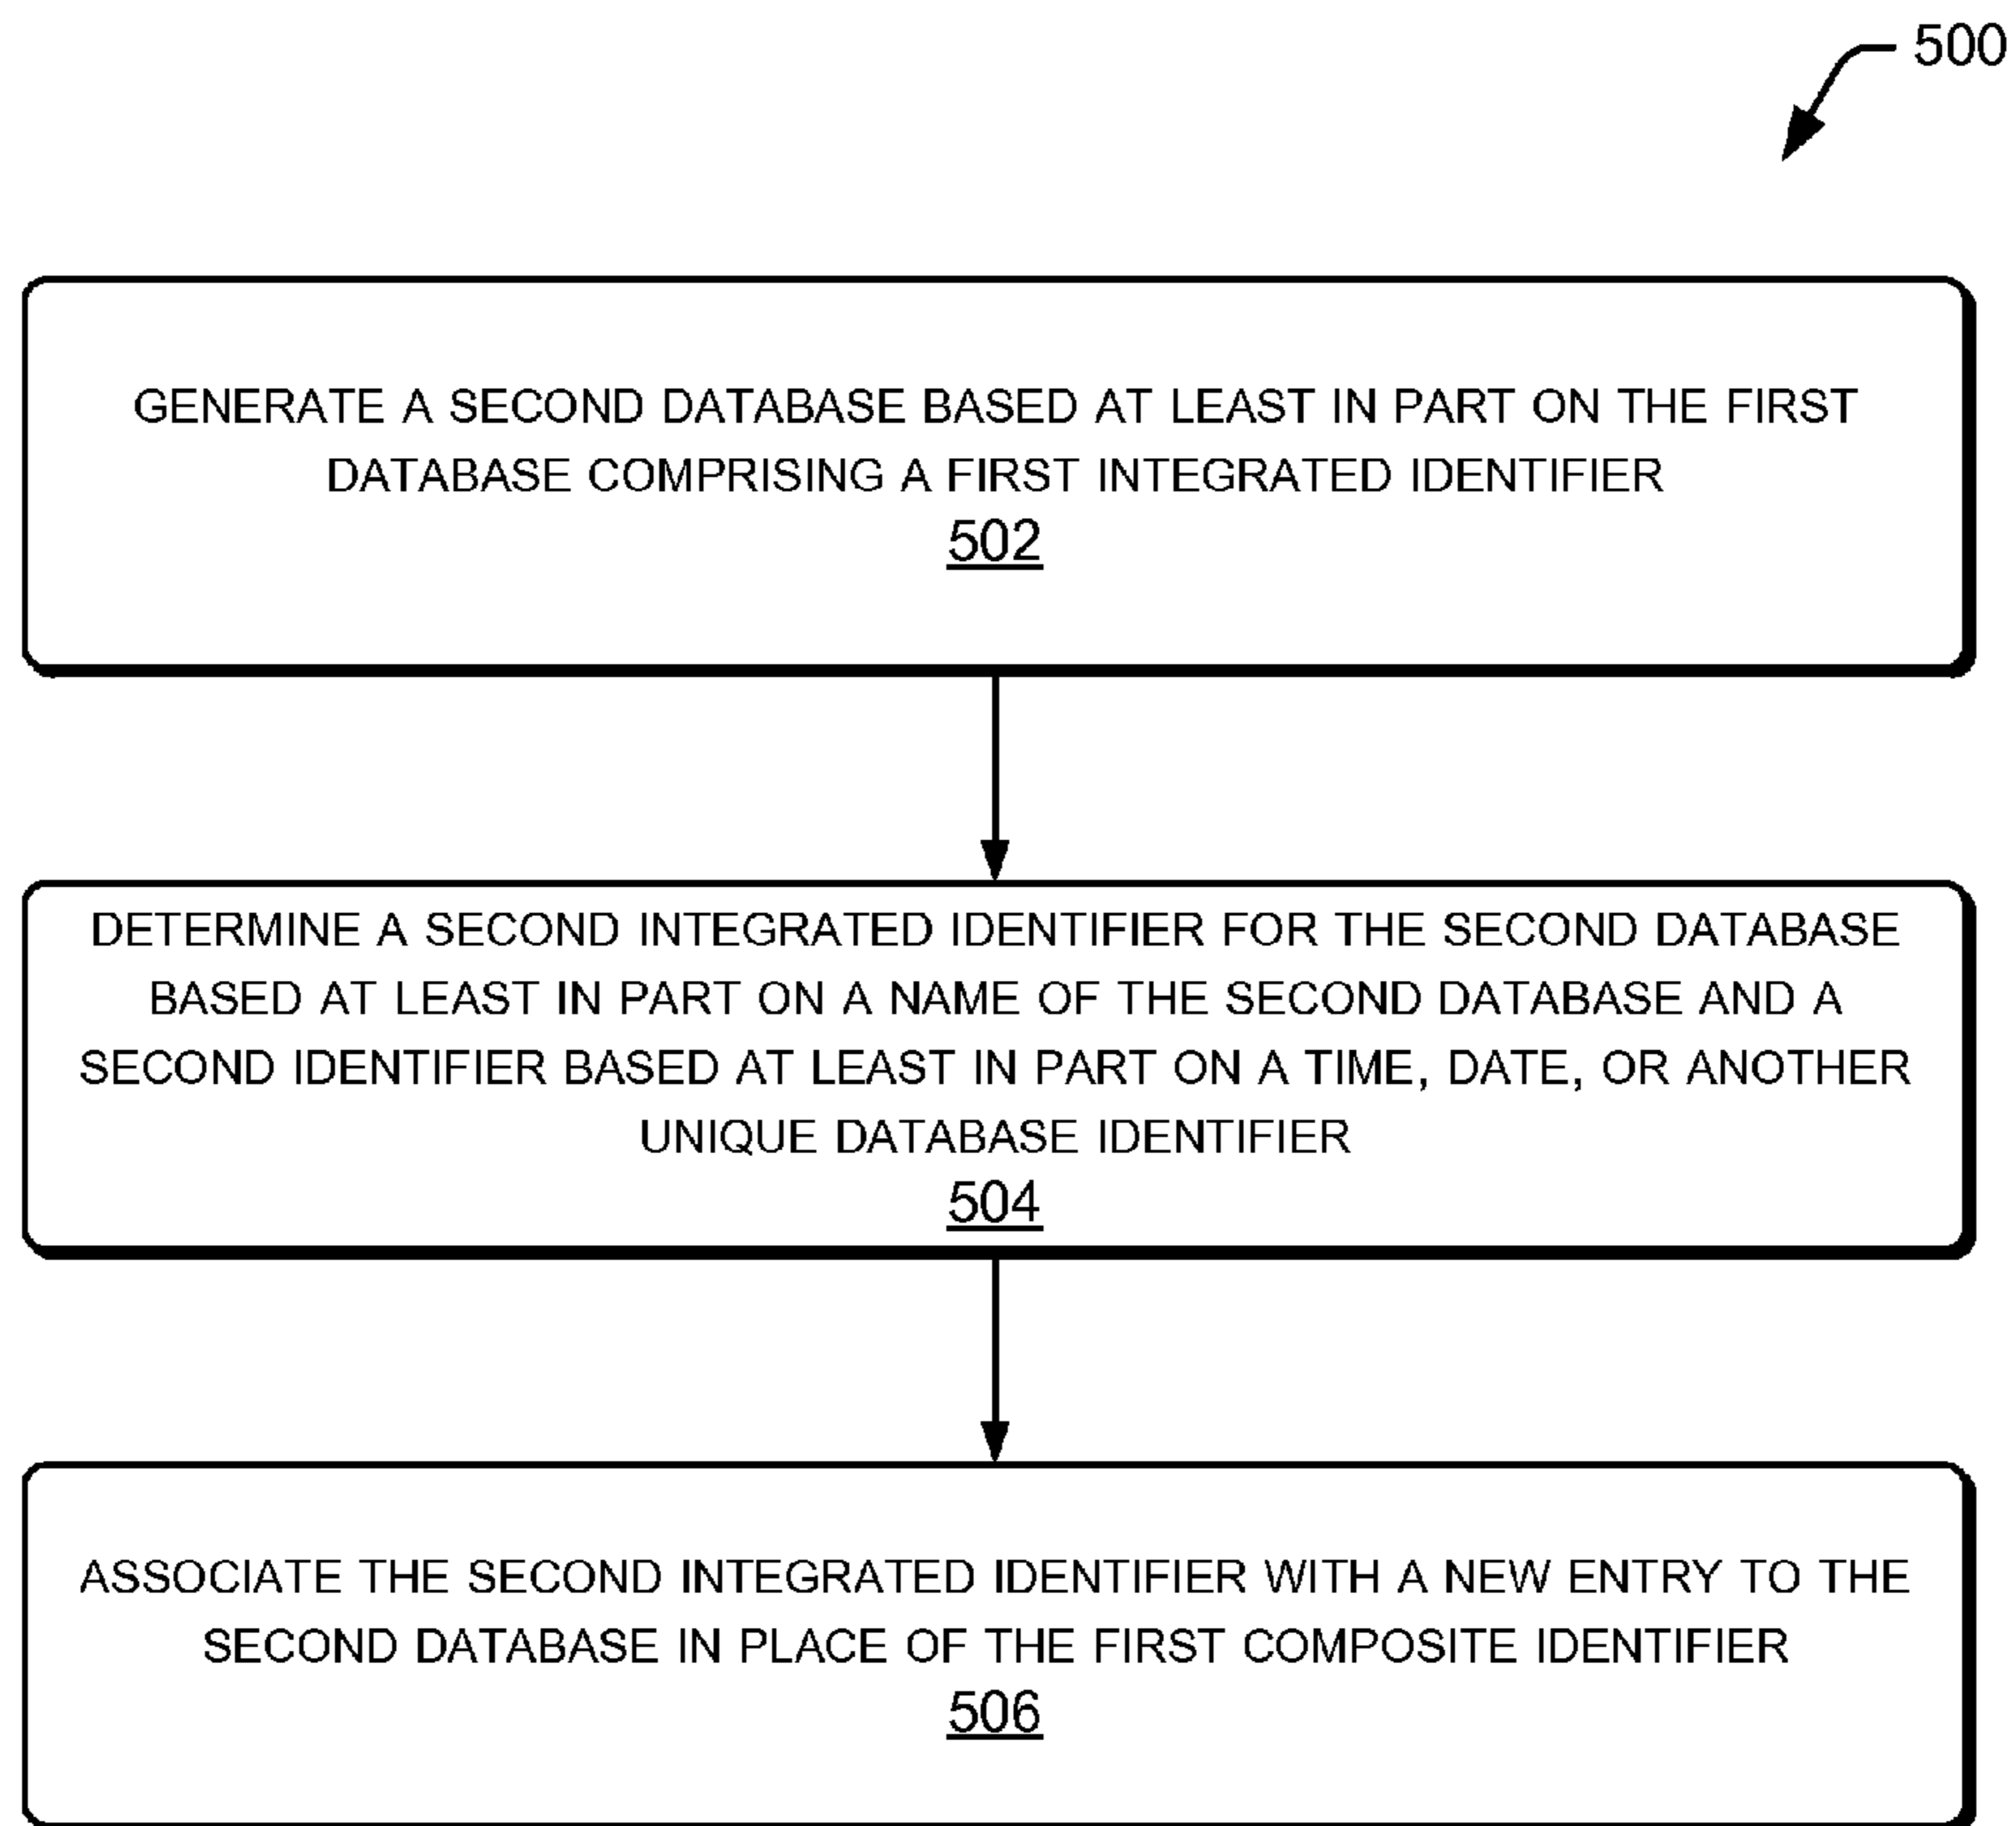 500
GENERATE A SECOND DATABASE BASED AT LEAST IN PART ON THE FIRST
DATABASE COMPRISING A FIRST INTEGRATED IDENTIFIER
502
DETERMINE A SECOND INTEGRATED IDENTIFIER FOR THE SECOND DATABASE
BASED AT LEAST IN PART ON A NAME OF THE SECOND DATABASE AND A
SECOND IDENTIFIER BASED AT LEAST IN PART ON A TIME, DATE, OR ANOTHER
UNIQUE DATABASE IDENTIFIER
504
ASSOCIATE THE SECOND INTEGRATED IDENTIFIER WITH A NEW ENTRY TO THE
SECOND DATABASE IN PLACE OF THE FIRST COMPOSITE IDENTIFIER
506